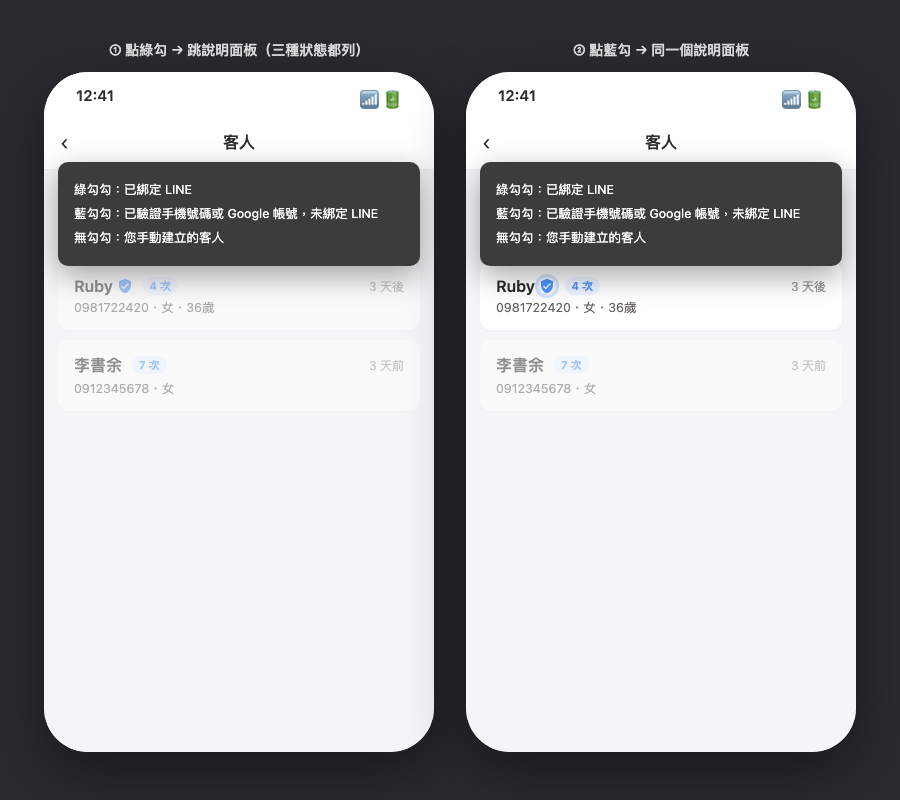 ① 點綠勾 → 跳說明面板（三種狀態都列）
12:41
‹ 客人
綠勾勾：已綁定 LINE
藍勾勾：已驗證手機號碼或 Google 帳號，未綁定 LINE
無勾勾：您手動建立的客人
Ruby 4 次 3 天後
0981722420 · 女 · 36歲
李書余 7 次 3 天前
0912345678 · 女
② 點藍勾 → 同一個說明面板
12:41
‹ 客人
綠勾勾：已綁定 LINE
藍勾勾：已驗證手機號碼或 Google 帳號，未綁定 LINE
無勾勾：您手動建立的客人
Ruby 4 次 3 天後
0981722420 · 女 · 36歲
李書余 7 次 3 天前
0912345678 · 女